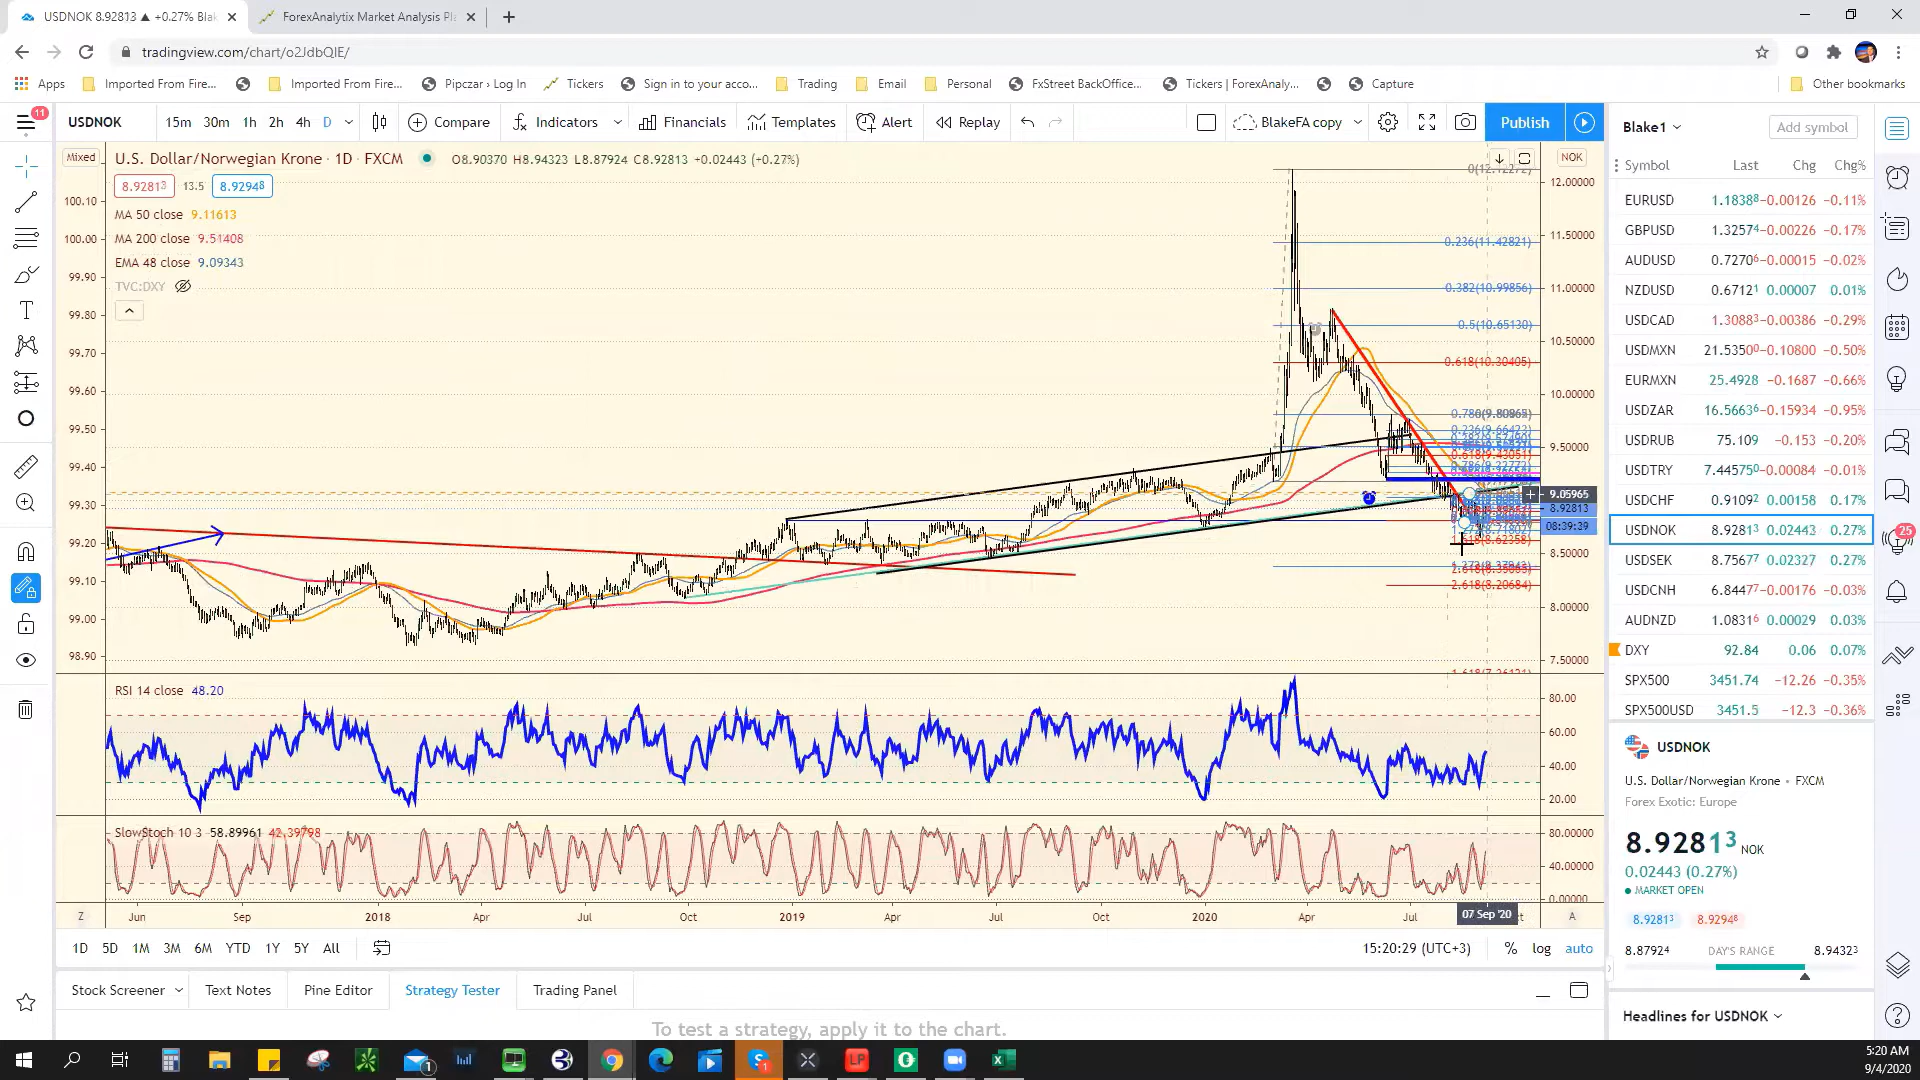 USDNOK 8.92813 ▲ +0.27% Bla
ForexAnalytix Market Analysis Pla
tradingview.com/chart/o2JdbQlE/
Apps
Imported From Fire...
Imported From Fire...
Pipczar › Log In
Tickers
Sign in to your acco...
Trading
Email
Personal
FxStreet BackOffice...
Tickers | ForexAnaly...
Capture
Other bookmarks
11
USDNOK
15m 30m 1h 2h 4h D
Compare
Indicators
Financials
Templates
Alert
Replay
BlakeFA copy
Publish
Mixed
U.S. Dollar/Norwegian Krone · 1D · FXCM
O8.90370 H8.94323 L8.87924 C8.92813 +0.02443 (+0.27%)
8.92813 13.5 8.92948
MA 50 close 9.11613
MA 200 close 9.51408
EMA 48 close 9.09343
TVC:DXY
100.10
100.00
99.90
99.80
99.70
99.60
99.50
99.40
99.30
99.20
99.10
99.00
98.90
0(12.12272)
0.236(11.42821)
0.382(10.99856)
0.5(10.65130)
0.618(10.30405)
0.618(9.43051)
1.618(8.62358)
2.618(8.20684)
NOK
12.00000
11.50000
11.00000
10.50000
10.00000
9.50000
9.05965
8.92813
08:39:39
8.50000
8.00000
7.50000
RSI 14 close 48.20
80.00
60.00
40.00
20.00
SlowStoch 10 3 58.89961 42.39798
80.00000
40.00000
0.00000
Z
Jun
Sep
2018
Apr
Jul
Oct
2019
Apr
Jul
Oct
2020
Apr
Jul
07 Sep '20
A
1D 5D 1M 3M 6M YTD 1Y 5Y All
15:20:29 (UTC+3)
% log auto
Stock Screener
Text Notes
Pine Editor
Strategy Tester
Trading Panel
To test a strategy, apply it to the chart.
Blake1
Add symbol
Symbol Last Chg Chg%
EURUSD 1.18388 −0.00126 −0.11%
GBPUSD 1.32574 −0.00226 −0.17%
AUDUSD 0.72706 −0.00015 −0.02%
NZDUSD 0.67121 0.00007 0.01%
USDCAD 1.30883 −0.00386 −0.29%
USDMXN 21.53500 −0.10800 −0.50%
EURMXN 25.4928 −0.1687 −0.66%
USDZAR 16.56636 −0.15934 −0.95%
USDRUB 75.109 −0.153 −0.20%
USDTRY 7.445750 −0.00084 −0.01%
USDCHF 0.91092 0.00158 0.17%
USDNOK 8.92813 0.02443 0.27%
USDSEK 8.75677 0.02327 0.27%
USDCNH 6.84477 −0.00176 −0.03%
AUDNZD 1.08316 0.00029 0.03%
DXY 92.84 0.06 0.07%
SPX500 3451.74 −12.26 −0.35%
SPX500USD 3451.5 −12.3 −0.36%
USDNOK
U.S. Dollar/Norwegian Krone • FXCM
Forex Exotic: Europe
8.92813 NOK
0.02443 (0.27%)
MARKET OPEN
8.92813 8.92948
8.87924 DAY'S RANGE 8.94323
Headlines for USDNOK
25
1
1
LP
5:20 AM
9/4/2020